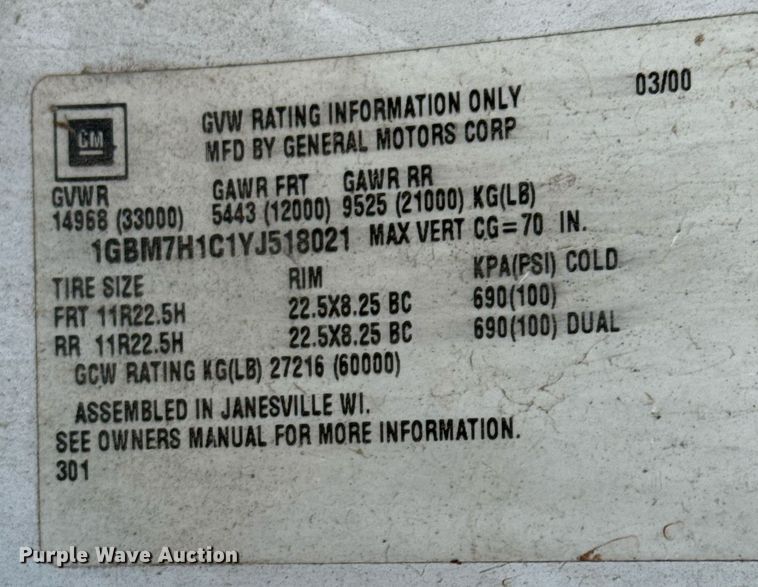 03/00
GM
GVW RATING INFORMATION ONLY
MFD BY GENERAL MOTORS CORP
GVWR GAWR FRT GAWR RR
14968 (33000) 5443 (12000) 9525 (21000) KG(LB)
1GBM7H1C1YJ518021 MAX VERT CG=70 IN.
TIRE SIZE RIM KPA(PSI) COLD
FRT 11R22.5H 22.5X8.25 BC 690(100)
RR 11R22.5H 22.5X8.25 BC 690(100) DUAL
GCW RATING KG(LB) 27216 (60000)
ASSEMBLED IN JANESVILLE WI.
SEE OWNERS MANUAL FOR MORE INFORMATION.
301
Purple Wave Auction